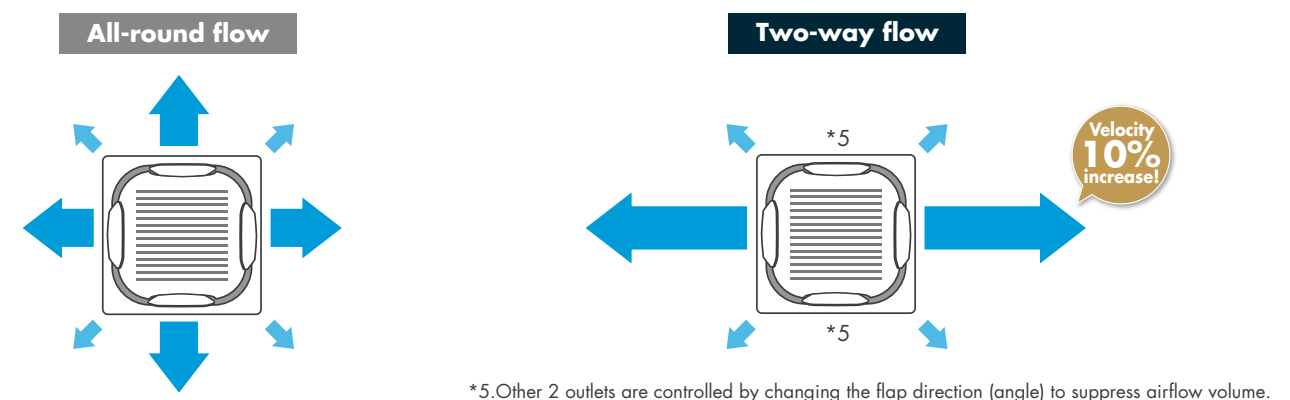 All-round flow
Two-way flow
*5
Velocity
10%
increase!
*5
*5.Other 2 outlets are controlled by changing the flap direction (angle) to suppress airflow volume.